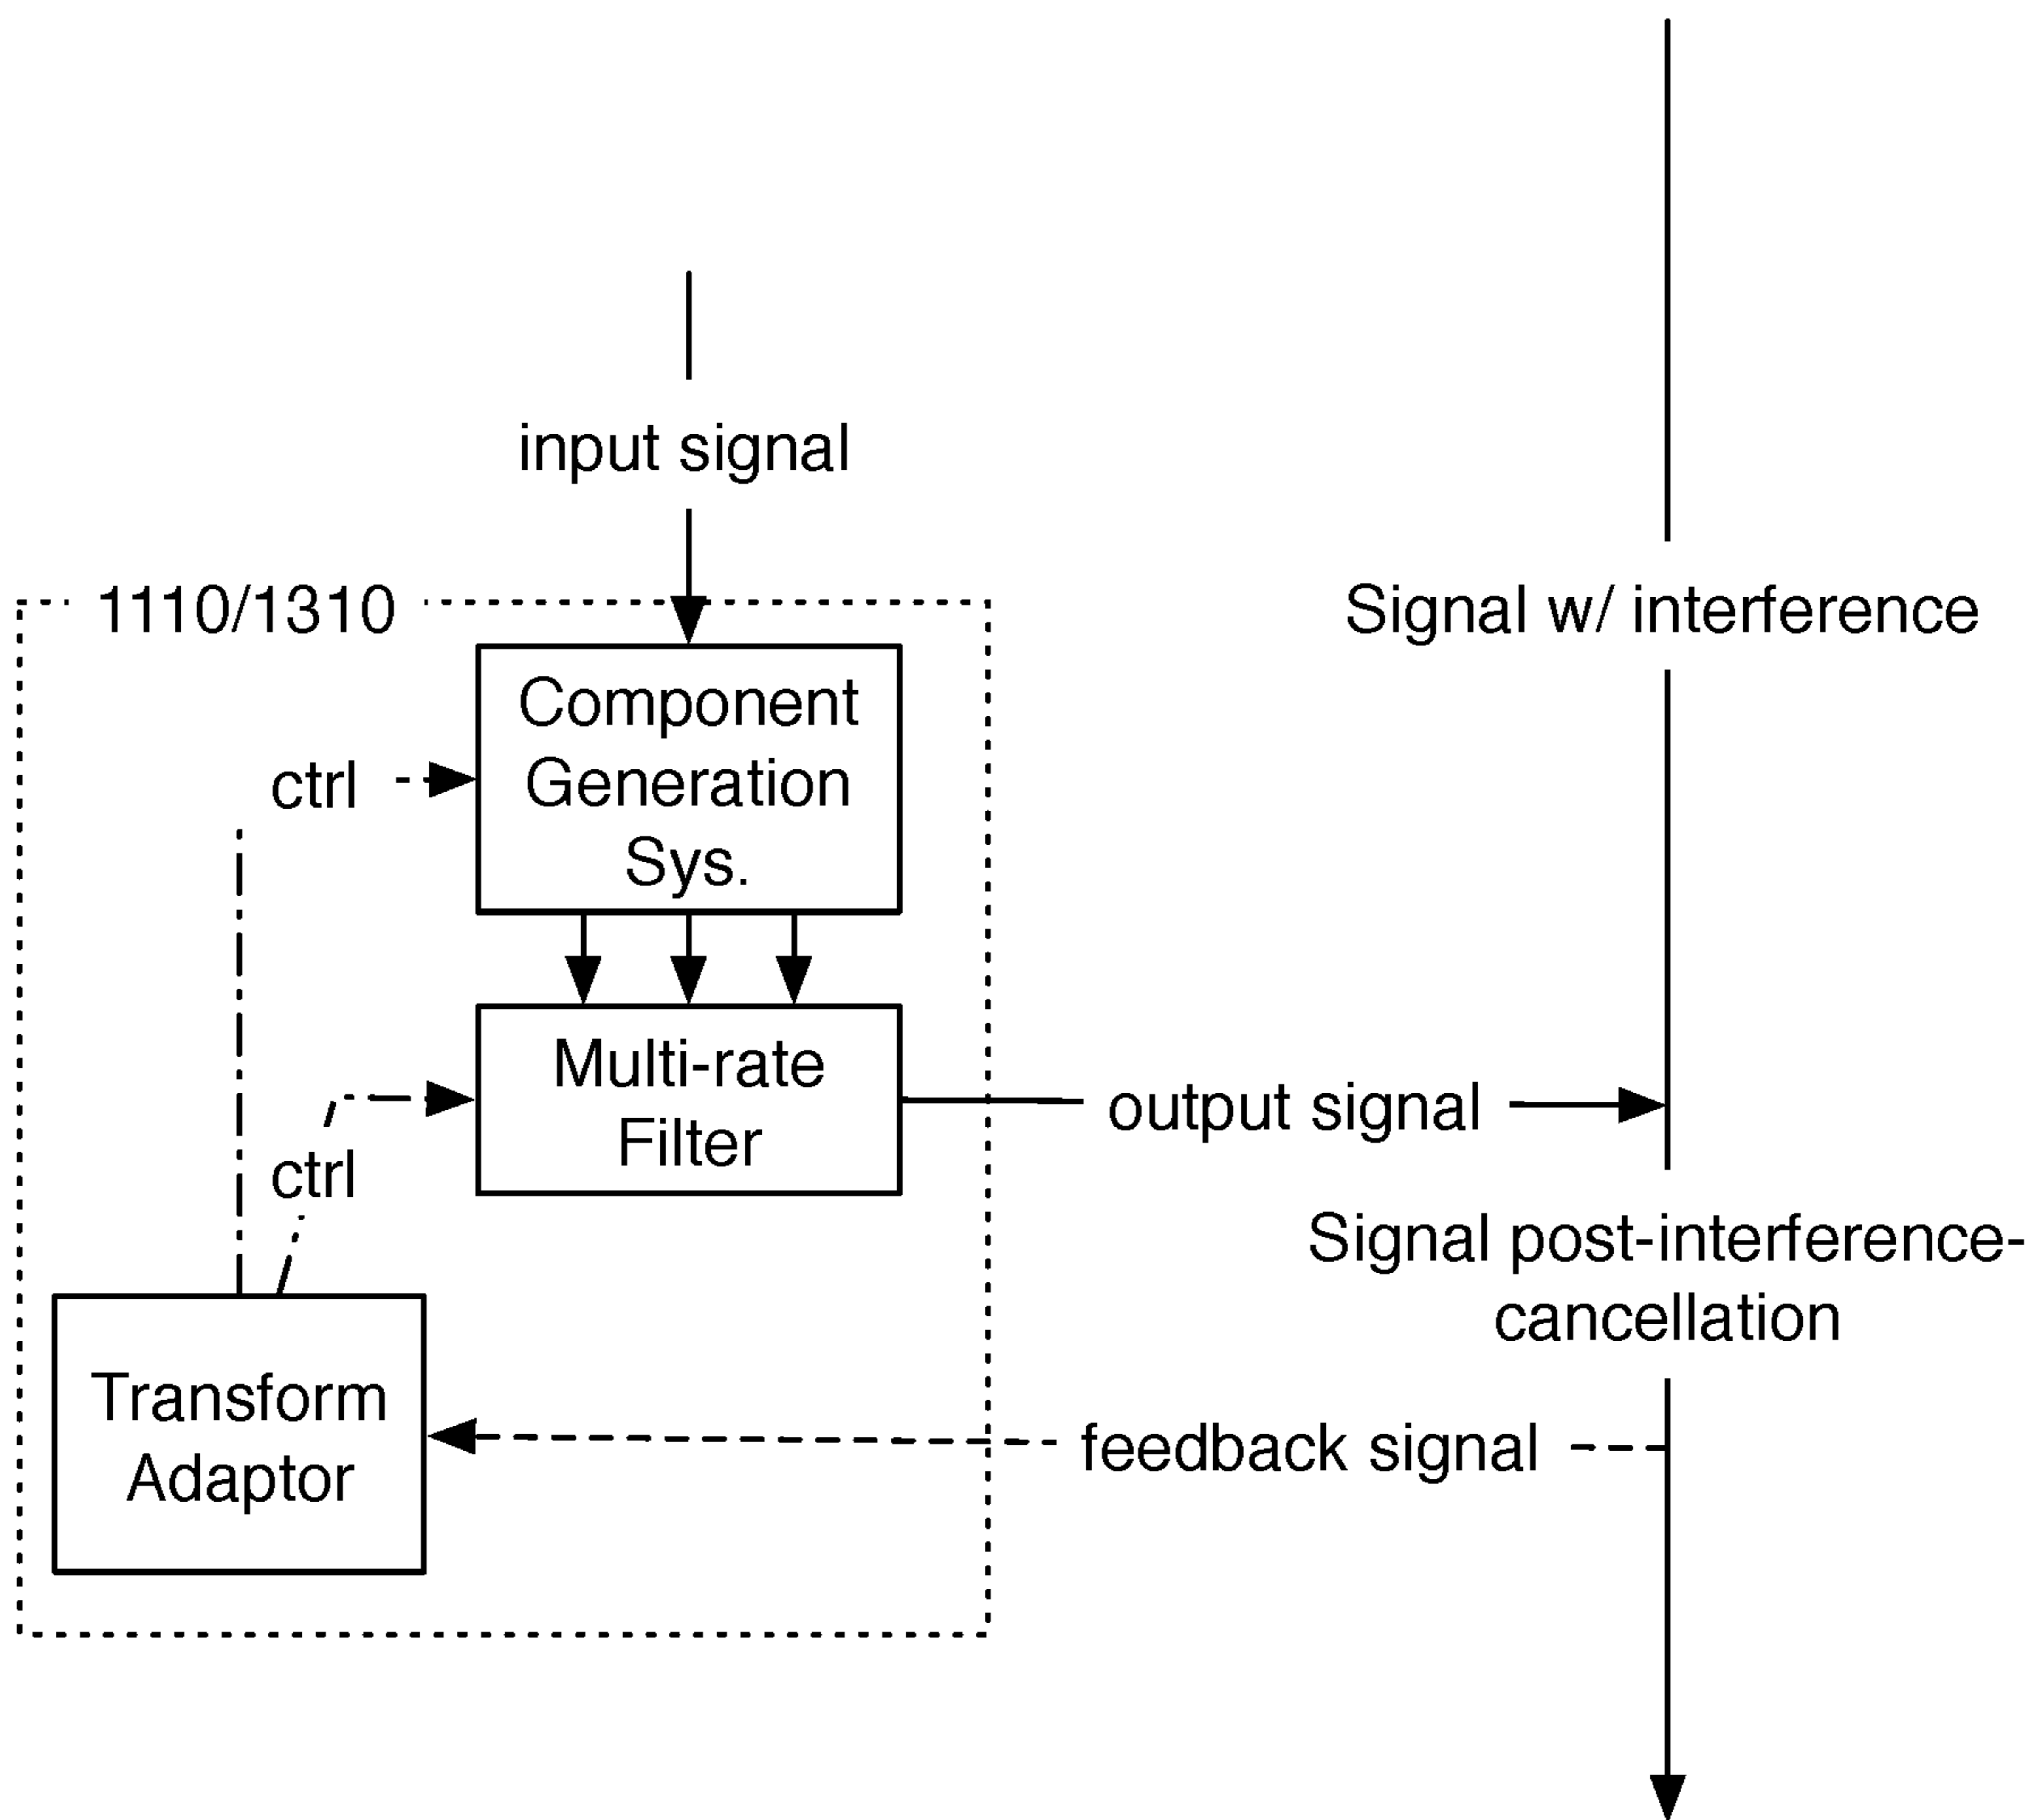 input signal
1110/1310
Signal w/ interference
Component
Generation
Sys.
ctrl
Multi-rate
Filter
output signal
ctrl
Signal post-interference-
cancellation
Transform
Adaptor
feedback signal